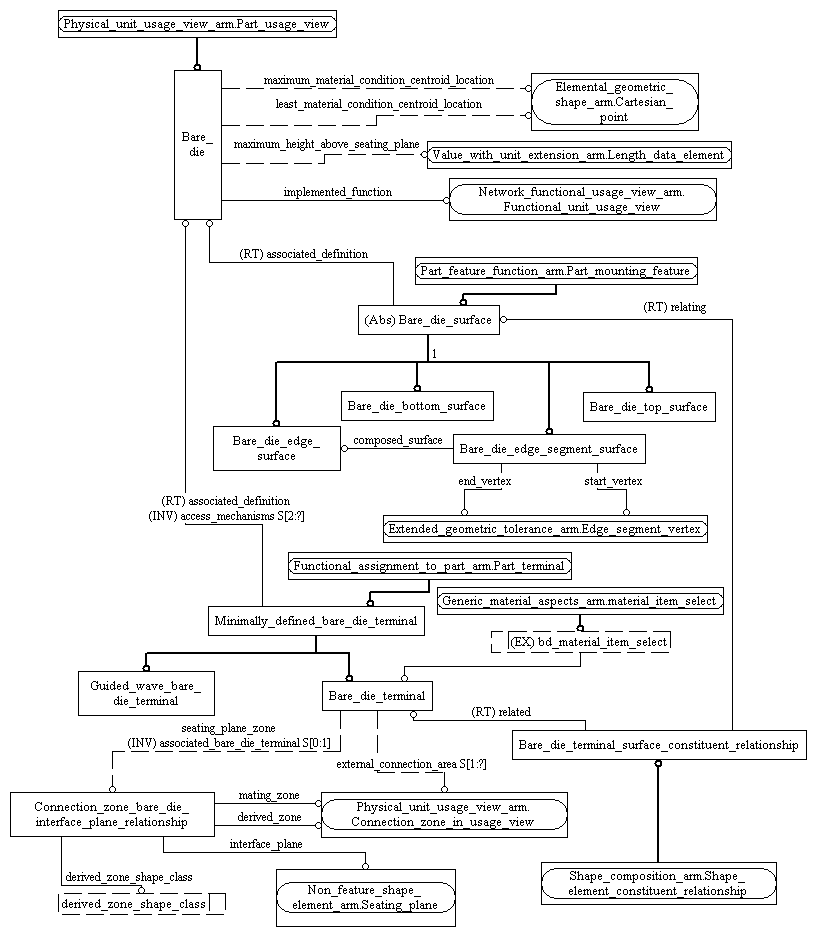 Physical_unit_usage_view_arm.Part_usage_view
maximum_material_condition_centroid_location
Elemental_geometric_
shape_arm.Cartesian_
point
least_material_condition_centroid_location
Bare_
die
maximum_height_above_seating_plane
Value_with_unit_extension_arm.Length_data_element
implemented_function
Network_functional_usage_view_arm.
Functional_unit_usage_view
(RT) associated_definition
Part_feature_function_arm.Part_mounting_feature
(RT) relating
(Abs) Bare_die_surface
1
Bare_die_bottom_surface
Bare_die_top_surface
Bare_die_edge_
surface
composed_surface
Bare_die_edge_segment_surface
end_vertex
start_vertex
(RT) associated_definition
(INV) access_mechanisms S[2:?]
Extended_geometric_tolerance_arm.Edge_segment_vertex
Functional_assignment_to_part_arm.Part_terminal
Generic_material_aspects_arm.material_item_select
Minimally_defined_bare_die_terminal
(EX) bd_material_item_select
Guided_wave_bare_
die_terminal
Bare_die_terminal
(RT) related
seating_plane_zone
(INV) associated_bare_die_terminal S[0:1]
Bare_die_terminal_surface_constituent_relationship
external_connection_area S[1:?]
mating_zone
Connection_zone_bare_die_
interface_plane_relationship
derived_zone
Physical_unit_usage_view_arm.
Connection_zone_in_usage_view
interface_plane
derived_zone_shape_class
derived_zone_shape_class
Non_feature_shape_
element_arm.Seating_plane
Shape_composition_arm.Shape_
element_constituent_relationship